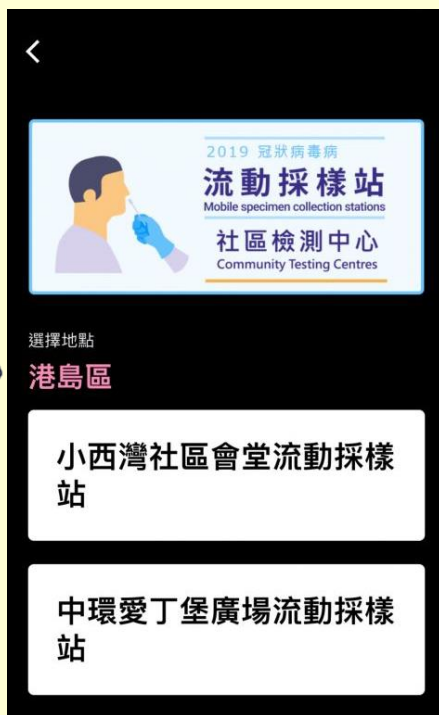 2019 冠狀病毒病
流動採樣站
Mobile specimen collection stations
社區檢測中心
Community Testing Centres
選擇地點
港島區
小西灣社區會堂流動採樣
站
中環愛丁堡廣場流動採樣
站